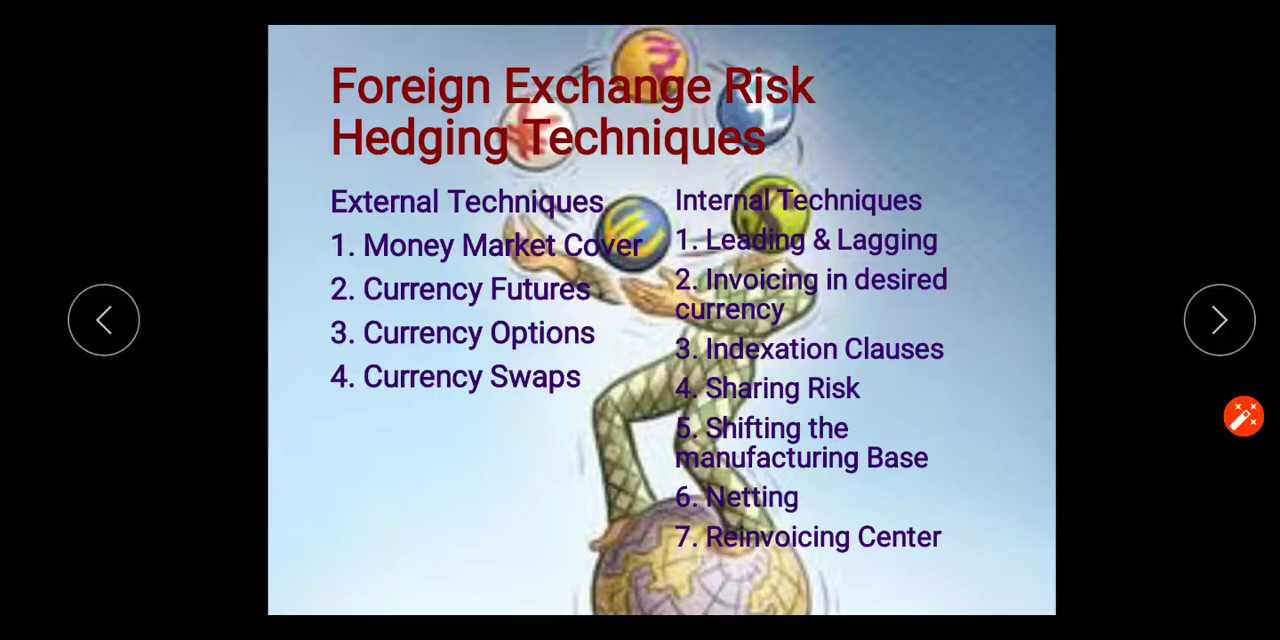 Foreign Exchange Risk
Hedging Techniques
External Techniques
1. Money Market Cover
2. Currency Futures
3. Currency Options
4. Currency Swaps
Internal Techniques
1. Leading & Lagging
2. Invoicing in desired
currency
3. Indexation Clauses
4. Sharing Risk
5. Shifting the
manufacturing Base
6. Netting
7. Reinvoicing Center